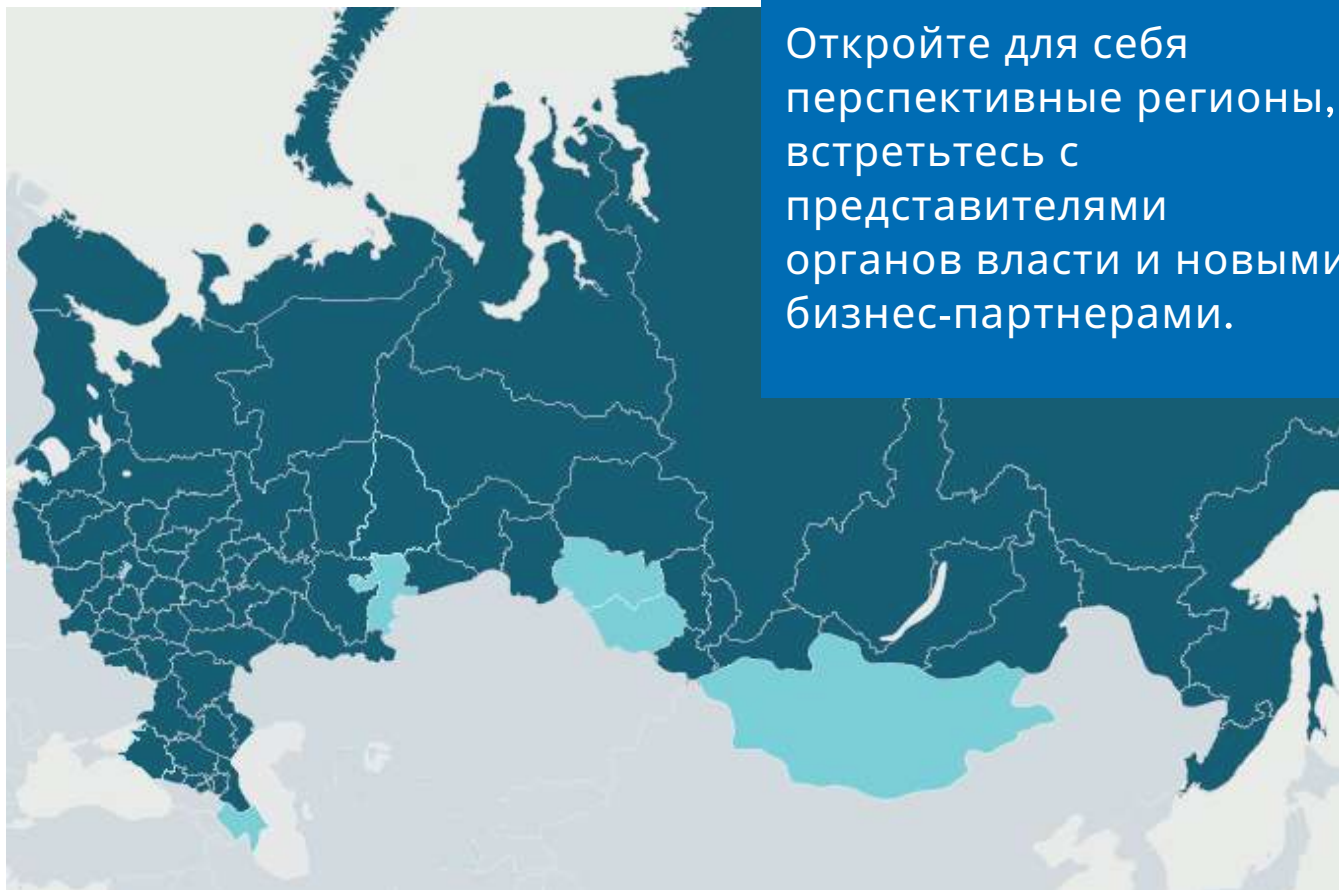 Откройте для себя
перспективные регионы,
встретьтесь с
представителями
органов власти и новыми
бизнес-партнерами.